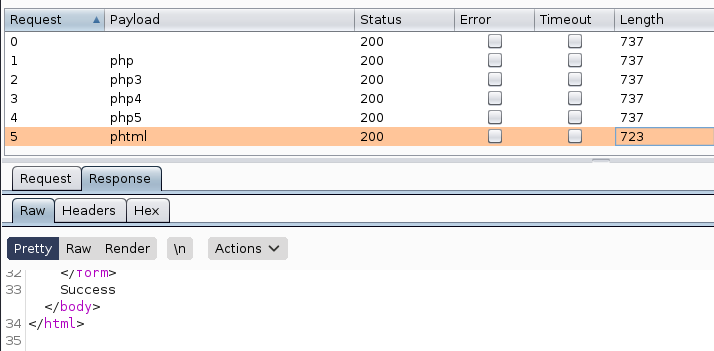 Request Payload Status Error Timeout Length
0 200 737
1 php 200 737
2 php3 200 737
3 php4 200 737
4 php5 200 737
5 phtml 200 723
Request Response
Raw Headers Hex
Pretty Raw Render \n Actions
32 </form>
33 Success
</body>
34 </html>
35